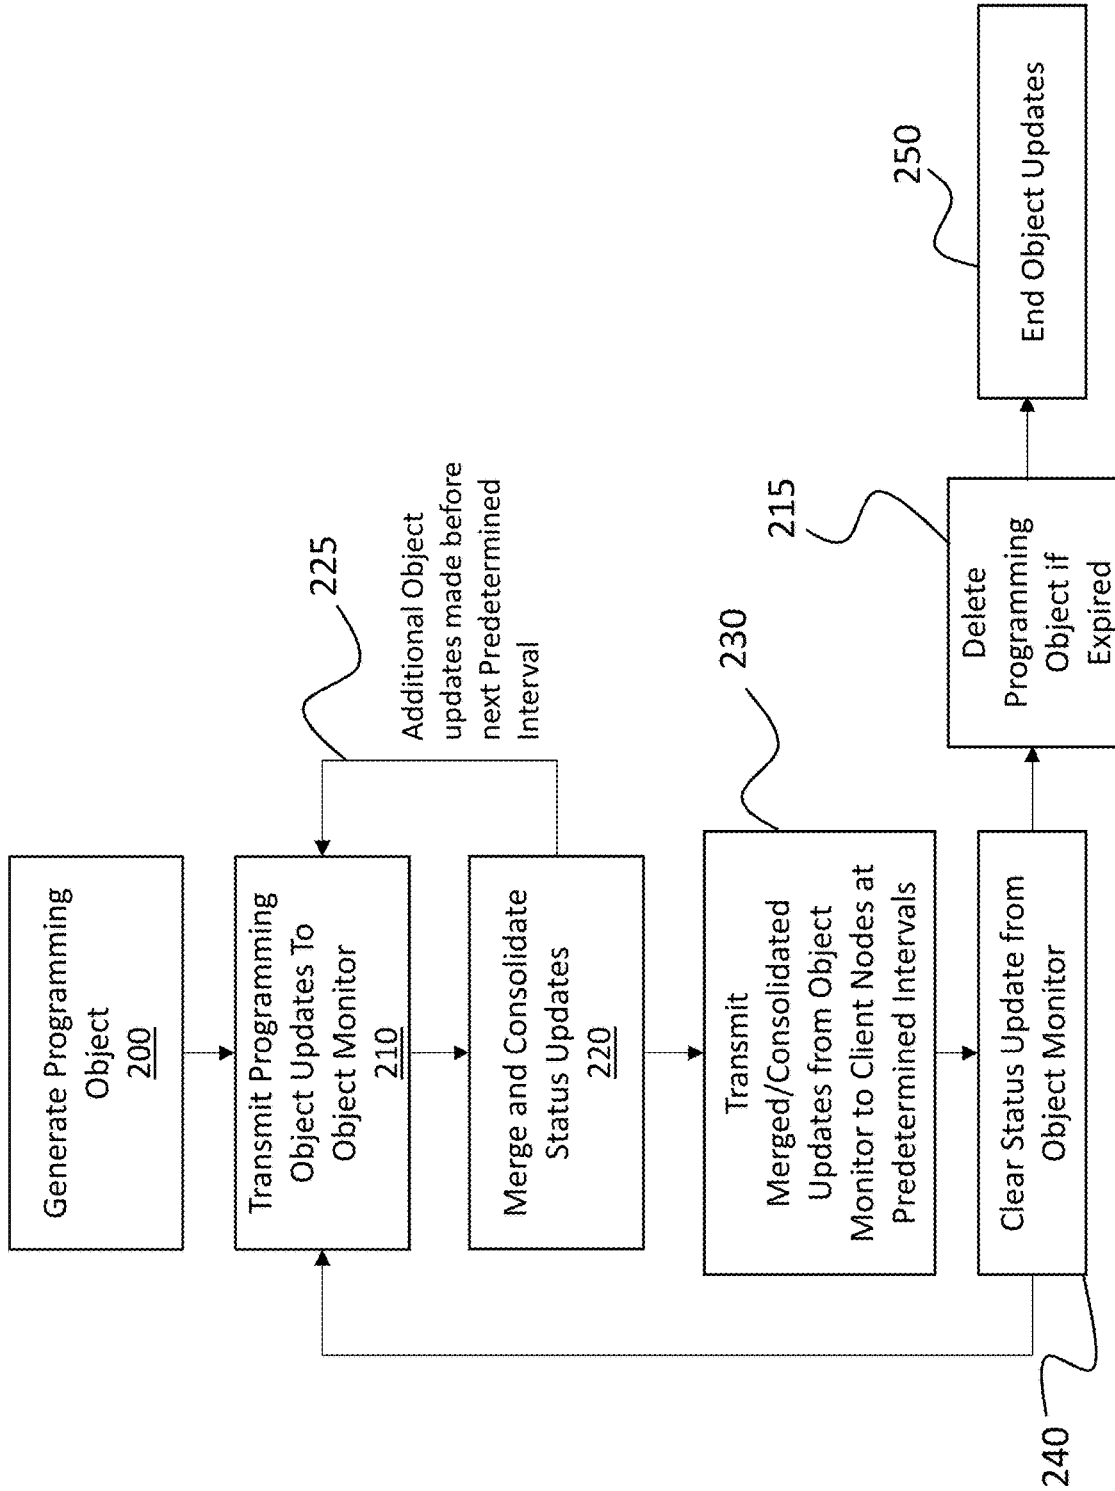 Generate Programming
Object
200
Transmit Programming
Object Updates To
Object Monitor
210
225
Additional Object
updates made before
next Predetermined
Interval
Merge and Consolidate
Status Updates
220
230
Transmit
Merged/Consolidated
Updates from Object
Monitor to Client Nodes at
Predetermined Intervals
240
Clear Status Update from
Object Monitor
215
Delete
Programming
Object if
Expired
250
End Object Updates